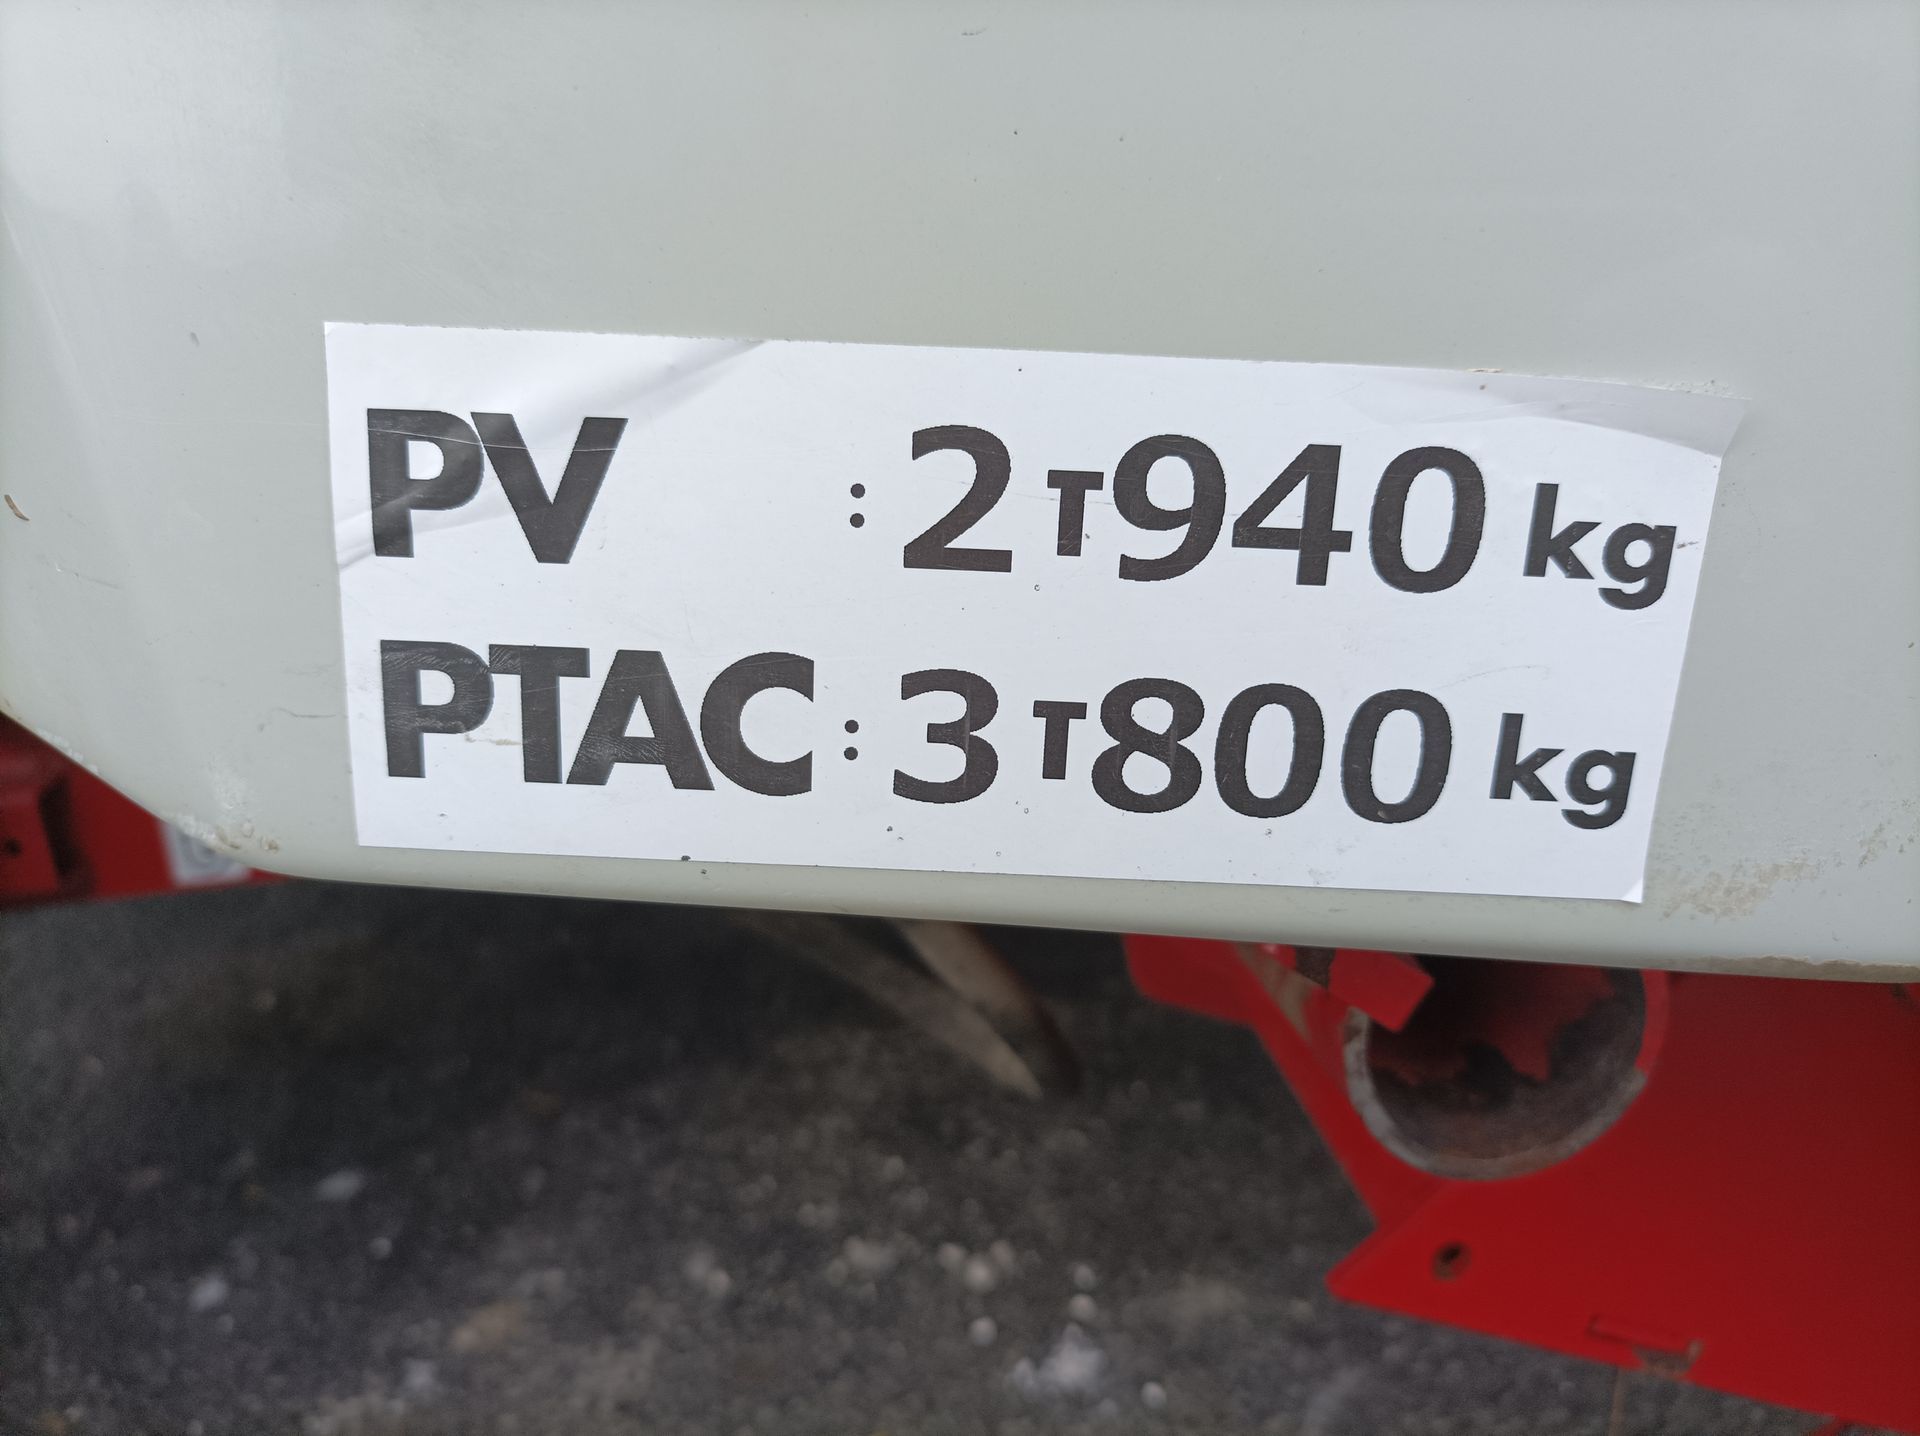 PV : 2T940 kg
PTAC : 3T800 kg